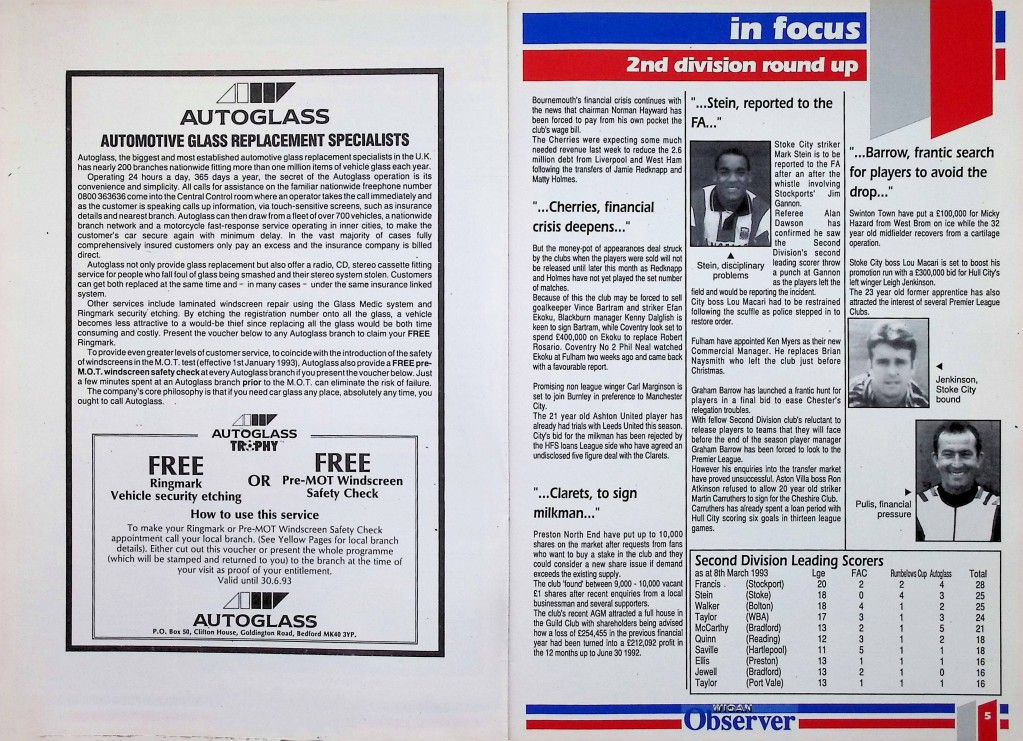 AUTOGLASS
AUTOMOTIVE GLASS REPLACEMENT SPECIALISTS
Autoglass, the biggest and most established automotive glass replacement specialists in the U.K.
has nearly 200 branches nationwide fitting more than one million items of vehicle glass each year.
Operating 24 hours a day, 365 days a year, the secret of the Autoglass operation is its
convenience and simplicity. All calls for assistance on the familiar nationwide freephone number
0800 363636 come into the Central Control room where an operator takes the call immediately and
as the customer is speaking calls up information, via touch-sensitive screens, such as insurance
details and nearest branch. Autoglass can then draw from a fleet of over 700 vehicles, a nationwide
branch network and a motorcycle fast-response service operating in inner cities, to make the
customer's car secure again with minimum delay. In the vast majority of cases fully
comprehensively insured customers only pay an excess and the insurance company is billed
direct.
Autoglass not only provide glass replacement but also offer a radio, CD, stereo cassette fitting
service for people who fall foul of glass being smashed and their stereo system stolen. Customers
can get both replaced at the same time and – in many cases – under the same insurance linked
system.
Other services include laminated windscreen repair using the Glass Medic system and
Ringmark security etching. By etching the registration number onto all the glass, a vehicle
becomes less attractive to a would-be thief since replacing all the glass would be both time
consuming and costly. Present the voucher below to any Autoglass branch to claim your FREE
Ringmark.
To provide even greater levels of customer service, to coincide with the introduction of the safety
of windscreens in the M.O.T. test (effective 1st January 1993), Autoglass also provide a FREE pre-
M.O.T. windscreen safety check at every Autoglass branch if you present the voucher below. Just
a few minutes spent at an Autoglass branch prior to the M.O.T. can eliminate the risk of failure.
The company's core philosophy is that if you need car glass any place, absolutely any time, you
ought to call Autoglass.
AUTOGLASS
TROPHY
FREE
Ringmark
Vehicle security etching
OR
FREE
Pre-MOT Windscreen
Safety Check
How to use this service
To make your Ringmark or Pre-MOT Windscreen Safety Check
appointment call your local branch. (See Yellow Pages for local branch
details). Either cut out this voucher or present the whole programme
(which will be stamped and returned to you) to the branch at the time of
your visit as proof of your entitlement.
Valid until 30.6.93
AUTOGLASS
P.O. Box 50, Clifton House, Goldington Road, Bedford MK40 3YP.
in focus
2nd division round up
Bournemouth's financial crisis continues with
the news that chairman Norman Hayward has
been forced to pay from his own pocket the
club's wage bill.
The Cherries were expecting some much
needed revenue last week to reduce the 2.6
million debt from Liverpool and West Ham
following the transfers of Jamie Redknapp and
Matty Holmes.
"...Cherries, financial
crisis deepens..."
But the money-pot of appearances deal struck
by the clubs when the players were sold will not
be released until later this month as Redknapp
and Holmes have not yet played the set number
of matches.
Because of this the club may be forced to sell
goalkeeper Vince Bartram and striker Efan
Ekoku, Blackburn manager Kenny Dalglish is
keen to sign Bartram, while Coventry look set to
spend £400,000 on Ekoku to replace Robert
Rosario. Coventry No 2 Phil Neal watched
Ekoku at Fulham two weeks ago and came back
with a favourable report.
Promising non league winger Carl Marginson is
set to join Burnley in preference to Manchester
City.
The 21 year old Ashton United player has
already had trials with Leeds United this season.
City's bid for the milkman has been rejected by
the HFS loans League side who have agreed an
undisclosed five figure deal with the Clarets.
"...Clarets, to sign
milkman..."
Preston North End have put up to 10,000
shares on the market after requests from fans
who want to buy a stake in the club and they
could consider a new share issue if demand
exceeds the existing supply.
The club 'found' between 9,000 - 10,000 vacant
£1 shares after recent enquiries from a local
businessman and several supporters.
The club's recent AGM attracted a full house in
the Guild Club with shareholders being advised
how a loss of £254,455 in the previous financial
year had been turned into a £212,092 profit in
the 12 months up to June 30 1992.
"...Stein, reported to the
FA..."
Stoke City striker
Mark Stein is to be
reported to the FA
after an after the
whistle involving
Stockports' Jim
Gannon.
Referee Alan
Dawson has
confirmed he saw
the Second
Division's second
leading scorer throw
a punch at Gannon
as the players left the
Stein, disciplinary
problems
field and would be reporting the incident.
City boss Lou Macari had to be restrained
following the scuffle as police stepped in to
restore order.
Fulham have appointed Ken Myers as their new
Commercial Manager. He replaces Brian
Naysmith who left the club just before
Christmas.
Graham Barrow has launched a frantic hunt for
players in a final bid to ease Chester's
relegation troubles.
With fellow Second Division club's reluctant to
release players to teams that they will face
before the end of the season player manager
Graham Barrow has been forced to look to the
Premier League.
However his enquiries into the transfer market
have proved unsuccessful. Aston Villa boss Ron
Atkinson refused to allow 20 year old striker
Martin Carruthers to sign for the Cheshire Club.
Carruthers has already spent a loan period with
Hull City scoring six goals in thirteen league
games.
"...Barrow, frantic search
for players to avoid the
drop..."
Swinton Town have put a £100,000 for Micky
Hazard from West Brom on ice while the 32
year old midfielder recovers from a cartilage
operation.
Stoke City boss Lou Macari is set to boost his
promotion run with a £300,000 bid for Hull City's
left winger Leigh Jenkinson.
The 23 year old former apprentice has also
attracted the interest of several Premier League
Clubs.
Jenkinson,
Stoke City
bound
Pulis, financial
pressure
Second Division Leading Scorers
as at 8th March 1993 Lge FAC Rumbelows Cup Autoglass Total
Francis (Stockport) 20 2 2 4 28
Stein (Stoke) 18 0 4 3 25
Walker (Bolton) 18 4 1 2 25
Taylor (WBA) 17 3 1 3 24
McCarthy (Bradford) 13 2 1 5 21
Quinn (Reading) 12 3 1 2 18
Saville (Hartlepool) 11 5 1 1 18
Ellis (Preston) 13 1 1 1 16
Jewell (Bradford) 13 2 1 0 16
Taylor (Port Vale) 13 1 1 1 16
WIGAN
Observer
5